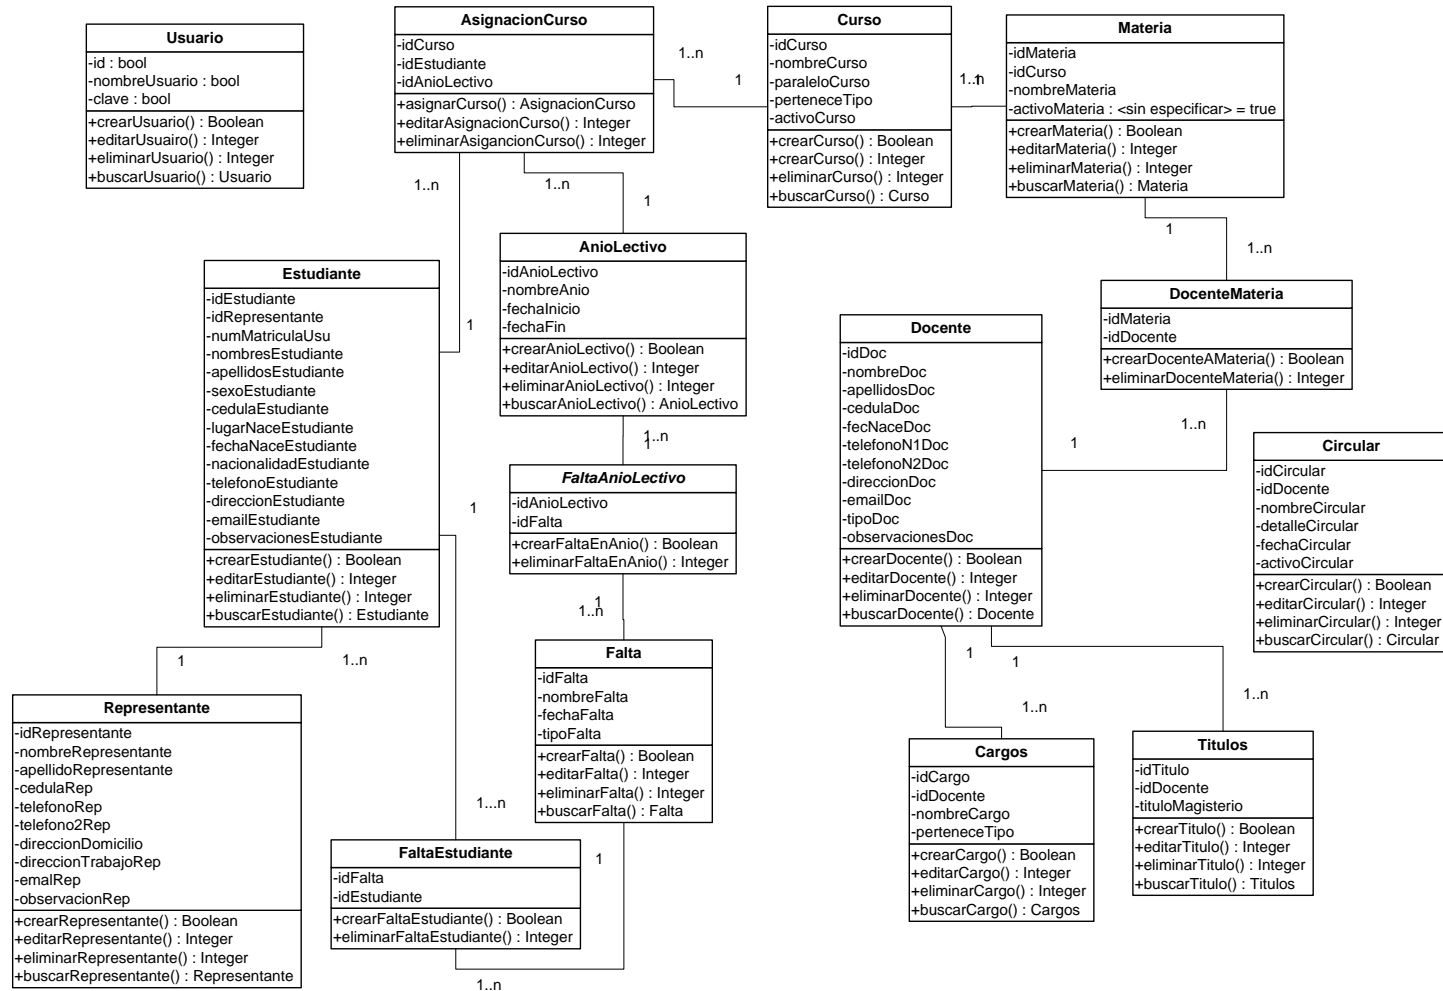 Usuario
-id : bool
-nombreUsuario : bool
-clave : bool
+crearUsuario() : Boolean
+editarUsuairo() : Integer
+eliminarUsuario() : Integer
+buscarUsuario() : Usuario
AsignacionCurso
-idCurso
-idEstudiante
-idAnioLectivo
+asignarCurso() : AsignacionCurso
+editarAsignacionCurso() : Integer
+eliminarAsigancionCurso() : Integer
1..n
1
Curso
-idCurso
-nombreCurso
-paraleloCurso
-perteneceTipo
-activoCurso
+crearCurso() : Boolean
+crearCurso() : Integer
+eliminarCurso() : Integer
+buscarCurso() : Curso
1..n
1
Materia
-idMateria
-idCurso
-nombreMateria
-activoMateria : <sin especificar> = true
+crearMateria() : Boolean
+editarMateria() : Integer
+eliminarMateria() : Integer
+buscarMateria() : Materia
1..n
1..n
1
1
1..n
AnioLectivo
-idAnioLectivo
-nombreAnio
-fechaInicio
-fechaFin
+crearAnioLectivo() : Boolean
+editarAnioLectivo() : Integer
+eliminarAnioLectivo() : Integer
+buscarAnioLectivo() : AnioLectivo
Estudiante
-idEstudiante
-idRepresentante
-numMatriculaUsu
-nombresEstudiante
-apellidosEstudiante
-sexoEstudiante
-cedulaEstudiante
-lugarNaceEstudiante
-fechaNaceEstudiante
-nacionalidadEstudiante
-telefonoEstudiante
-direccionEstudiante
-emailEstudiante
-observacionesEstudiante
+crearEstudiante() : Boolean
+editarEstudiante() : Integer
+eliminarEstudiante() : Integer
+buscarEstudiante() : Estudiante
1
1
DocenteMateria
-idMateria
-idDocente
+crearDocenteAMateria() : Boolean
+eliminarDocenteMateria() : Integer
1
1..n
Docente
-idDoc
-nombreDoc
-apellidosDoc
-cedulaDoc
-fecNaceDoc
-telefonoN1Doc
-telefonoN2Doc
-direccionDoc
-emailDoc
-tipoDoc
-observacionesDoc
+crearDocente() : Boolean
+editarDocente() : Integer
+eliminarDocente() : Integer
+buscarDocente() : Docente
1..n
1
FaltaAnioLectivo
-idAnioLectivo
-idFalta
+crearFaltaEnAnio() : Boolean
+eliminarFaltaEnAnio() : Integer
Circular
-idCircular
-idDocente
-nombreCircular
-detalleCircular
-fechaCircular
-activoCircular
+crearCircular() : Boolean
+editarCircular() : Integer
+eliminarCircular() : Integer
+buscarCircular() : Circular
1
1..n
1
1..n
1
1
1..n
1..n
Falta
-idFalta
-nombreFalta
-fechaFalta
-tipoFalta
+crearFalta() : Boolean
+editarFalta() : Integer
+eliminarFalta() : Integer
+buscarFalta() : Falta
Representante
-idRepresentante
-nombreRepresentante
-apellidoRepresentante
-cedulaRep
-telefonoRep
-telefono2Rep
-direccionDomicilio
-direccionTrabajoRep
-emalRep
-observacionRep
+crearRepresentante() : Boolean
+editarRepresentante() : Integer
+eliminarRepresentante() : Integer
+buscarRepresentante() : Representante
Cargos
-idCargo
-idDocente
-nombreCargo
-perteneceTipo
+crearCargo() : Boolean
+editarCargo() : Integer
+eliminarCargo() : Integer
+buscarCargo() : Cargos
Titulos
-idTitulo
-idDocente
-tituloMagisterio
+crearTitulo() : Boolean
+editarTitulo() : Integer
+eliminarTitulo() : Integer
+buscarTitulo() : Titulos
1...n
1
FaltaEstudiante
-idFalta
-idEstudiante
+crearFaltaEstudiante() : Boolean
+eliminarFaltaEstudiante() : Integer
1..n